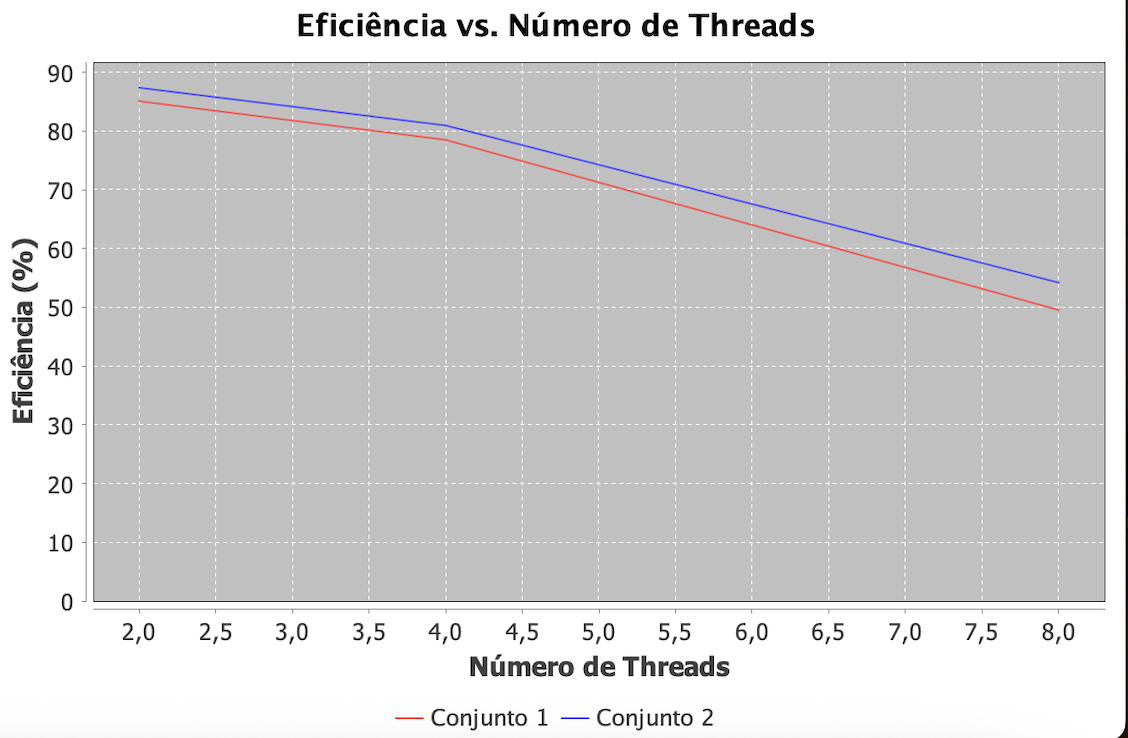 Eficiência vs. Número de Threads
90
80
70
60
50
40
30
20
10
0
Eficiência (%)
2,0 2,5 3,0 3,5 4,0 4,5 5,0 5,5 6,0 6,5 7,0 7,5 8,0
Número de Threads
Conjunto 1 Conjunto 2